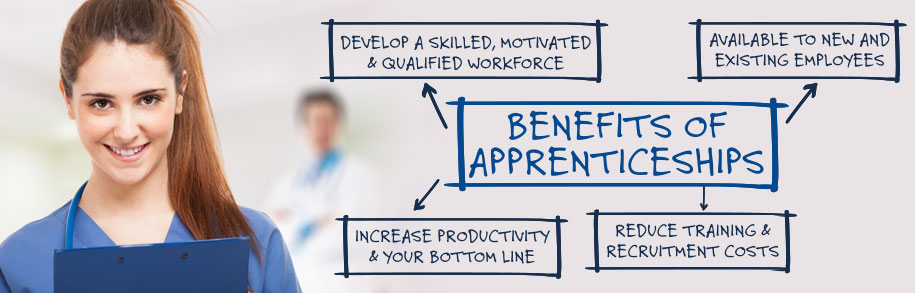 DEVELOP A SKILLED, MOTIVATED
& QUALIFIED WORKFORCE
AVAILABLE TO NEW AND
EXISTING EMPLOYEES
BENEFITS OF
APPRENTICESHIPS
INCREASE PRODUCTIVITY
& YOUR BOTTOM LINE
REDUCE TRAINING &
RECRUITMENT COSTS